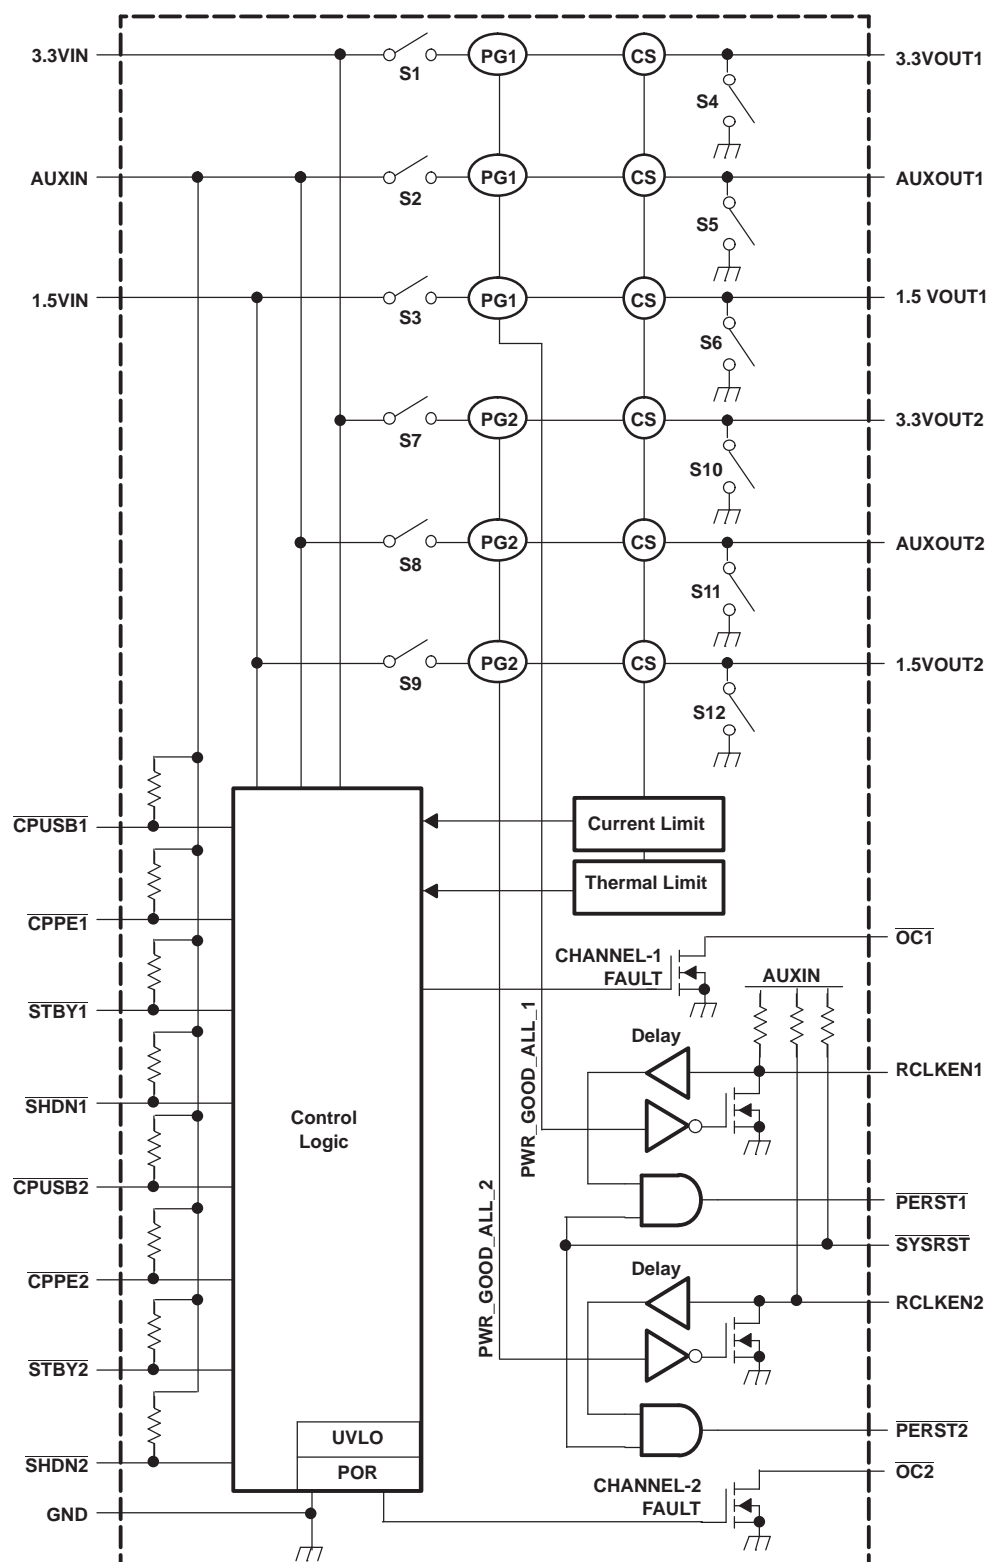 3.3VIN
S1
PG1
CS
3.3VOUT1
S4
AUXIN
S2
PG1
CS
AUXOUT1
S5
1.5VIN
S3
PG1
CS
1.5 VOUT1
S6
S7
PG2
CS
3.3VOUT2
S10
S8
PG2
CS
AUXOUT2
S11
S9
PG2
CS
1.5VOUT2
S12
CPUSB1
Current Limit
Thermal Limit
CPPE1
OC1
CHANNEL-1
FAULT
AUXIN
STBY1
PWR_GOOD_ALL_1
Delay
RCLKEN1
SHDN1
Control
Logic
CPUSB2
PERST1
PWR_GOOD_ALL_2
SYSRST
CPPE2
Delay
RCLKEN2
STBY2
PERST2
UVLO
SHDN2
POR
OC2
CHANNEL-2
FAULT
GND